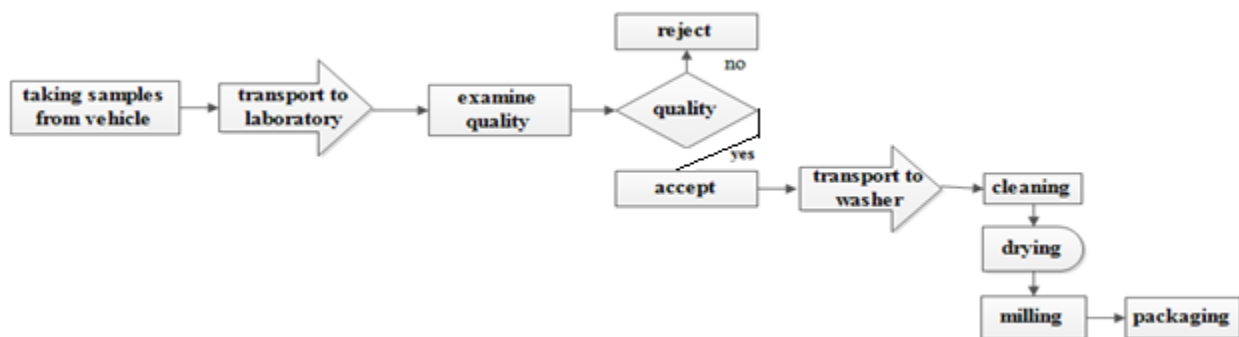 reject
no
taking samples
from vehicle
transport to
laboratory
examine
quality
quality
yes
accept
transport to
washer
cleaning
drying
milling
packaging